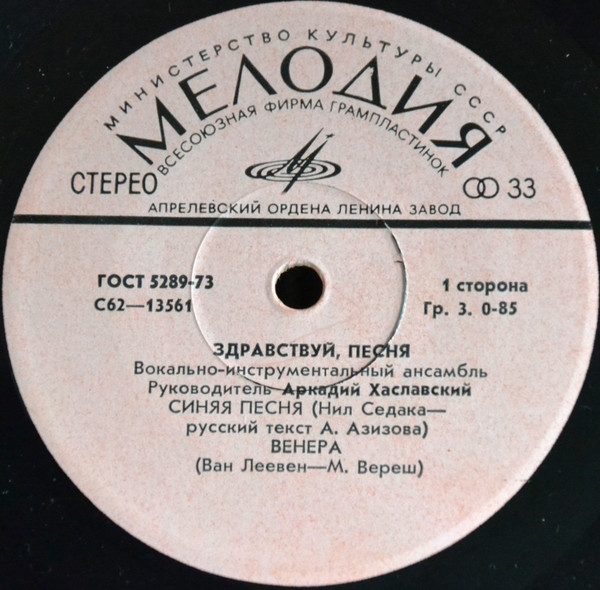 МИНИСТЕРСТВО КУЛЬТУРЫ СССР
МЕЛОДИЯ
ВСЕСОЮЗНАЯ ФИРМА ГРАМПЛАСТИНОК
СТЕРЕО
33
АПРЕЛЕВСКИЙ ОРДЕНА ЛЕНИНА ЗАВОД
ГОСТ 5289-73
1 сторона
С62—13561
Гр. 3. 0-85
ЗДРАВСТВУЙ, ПЕСНЯ
Вокально-инструментальный ансамбль
Руководитель Аркадий Хаславский
СИНЯЯ ПЕСНЯ (Нил Седака—
русский текст А. Азизова)
ВЕНЕРА
(Ван Леевен—М. Вереш)